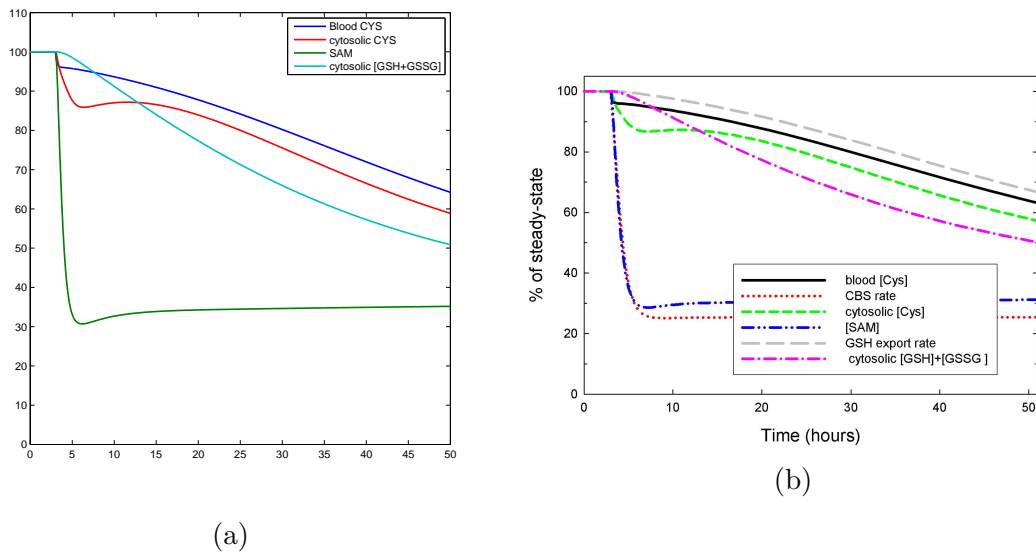 110
100
90
80
70
60
50
40
30
20
10
0
0 5 10 15 20 25 30 35 40 45 50
Blood CYS
cytosolic CYS
SAM
cytosolic [GSH+GSSG]
(a)
% of steady-state
100
80
60
40
20
0
0 10 20 30 40 50
Time (hours)
blood [Cys]
CBS rate
cytosolic [Cys]
[SAM]
GSH export rate
cytosolic [GSH]+[GSSG ]
(b)